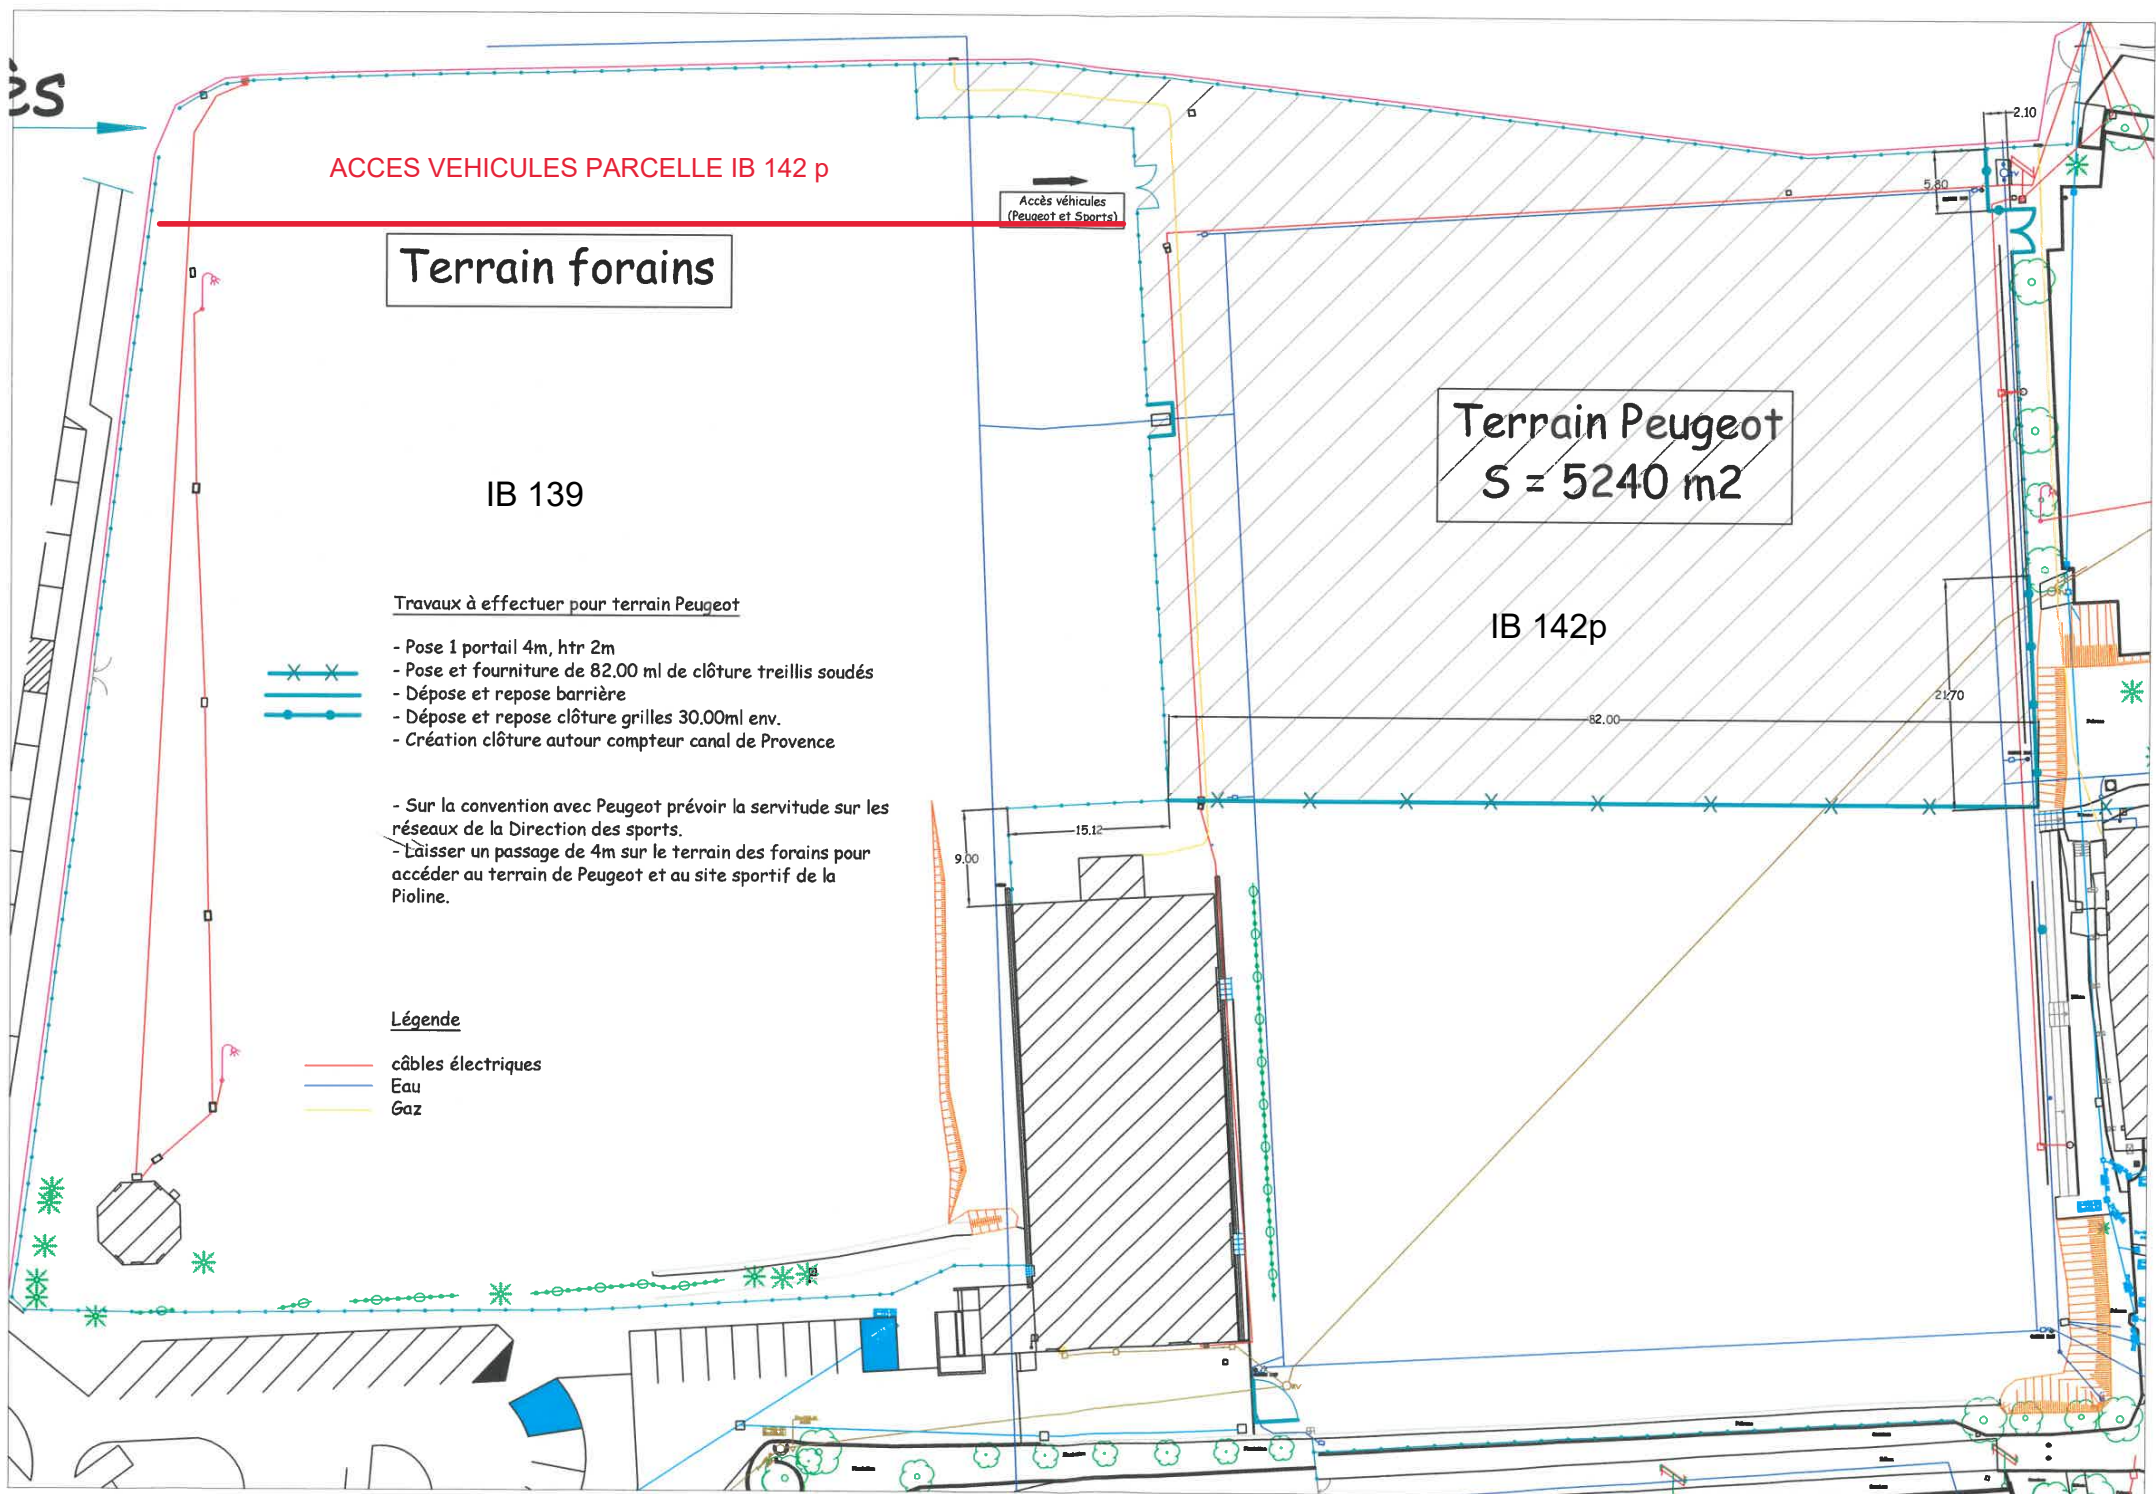 ès
ACCES VEHICULES PARCELLE IB 142 p
Accès véhicules
(Peugeot et Sports)
Terrain forains
2.10
5.80
Terrain Peugeot
S = 5240 m2
IB 139
IB 142p
Travaux à effectuer pour terrain Peugeot
- Pose 1 portail 4m, htr 2m
- Pose et fourniture de 82.00 ml de clôture treillis soudés
- Dépose et repose barrière
- Dépose et repose clôture grilles 30.00ml env.
- Création clôture autour compteur canal de Provence
21.70
82.00
- Sur la convention avec Peugeot prévoir la servitude sur les
réseaux de la Direction des sports.
- Laisser un passage de 4m sur le terrain des forains pour
accéder au terrain de Peugeot et au site sportif de la
Pioline.
15.12
9.00
Légende
câbles électriques
Eau
Gaz